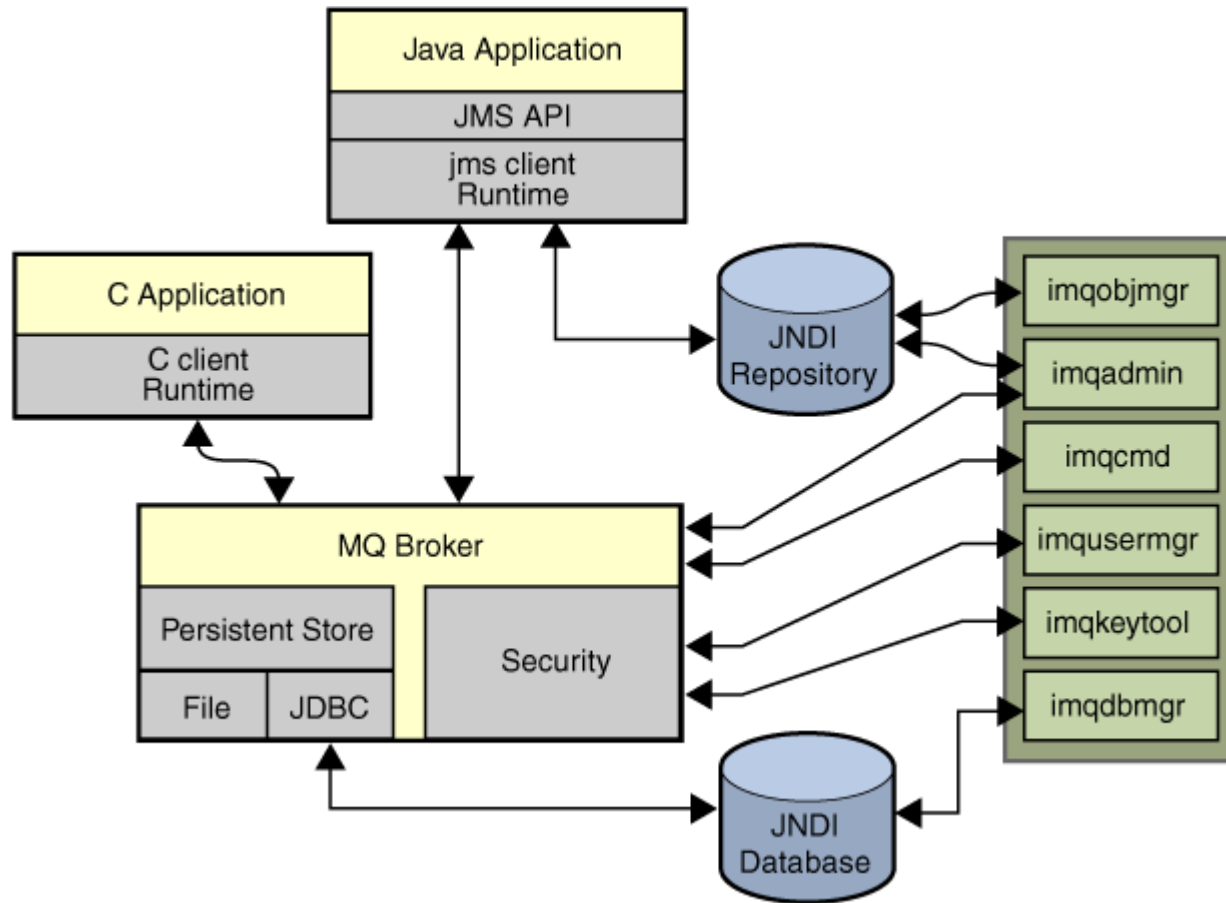 Java Application
JMS API
jms client
Runtime
C Application
C client
Runtime
JNDI
Repository
imqobjmgr
imqadmin
imqcmd
imqusermgr
imqkeytool
imqdbmgr
MQ Broker
Persistent Store
File
JDBC
Security
JNDI
Database